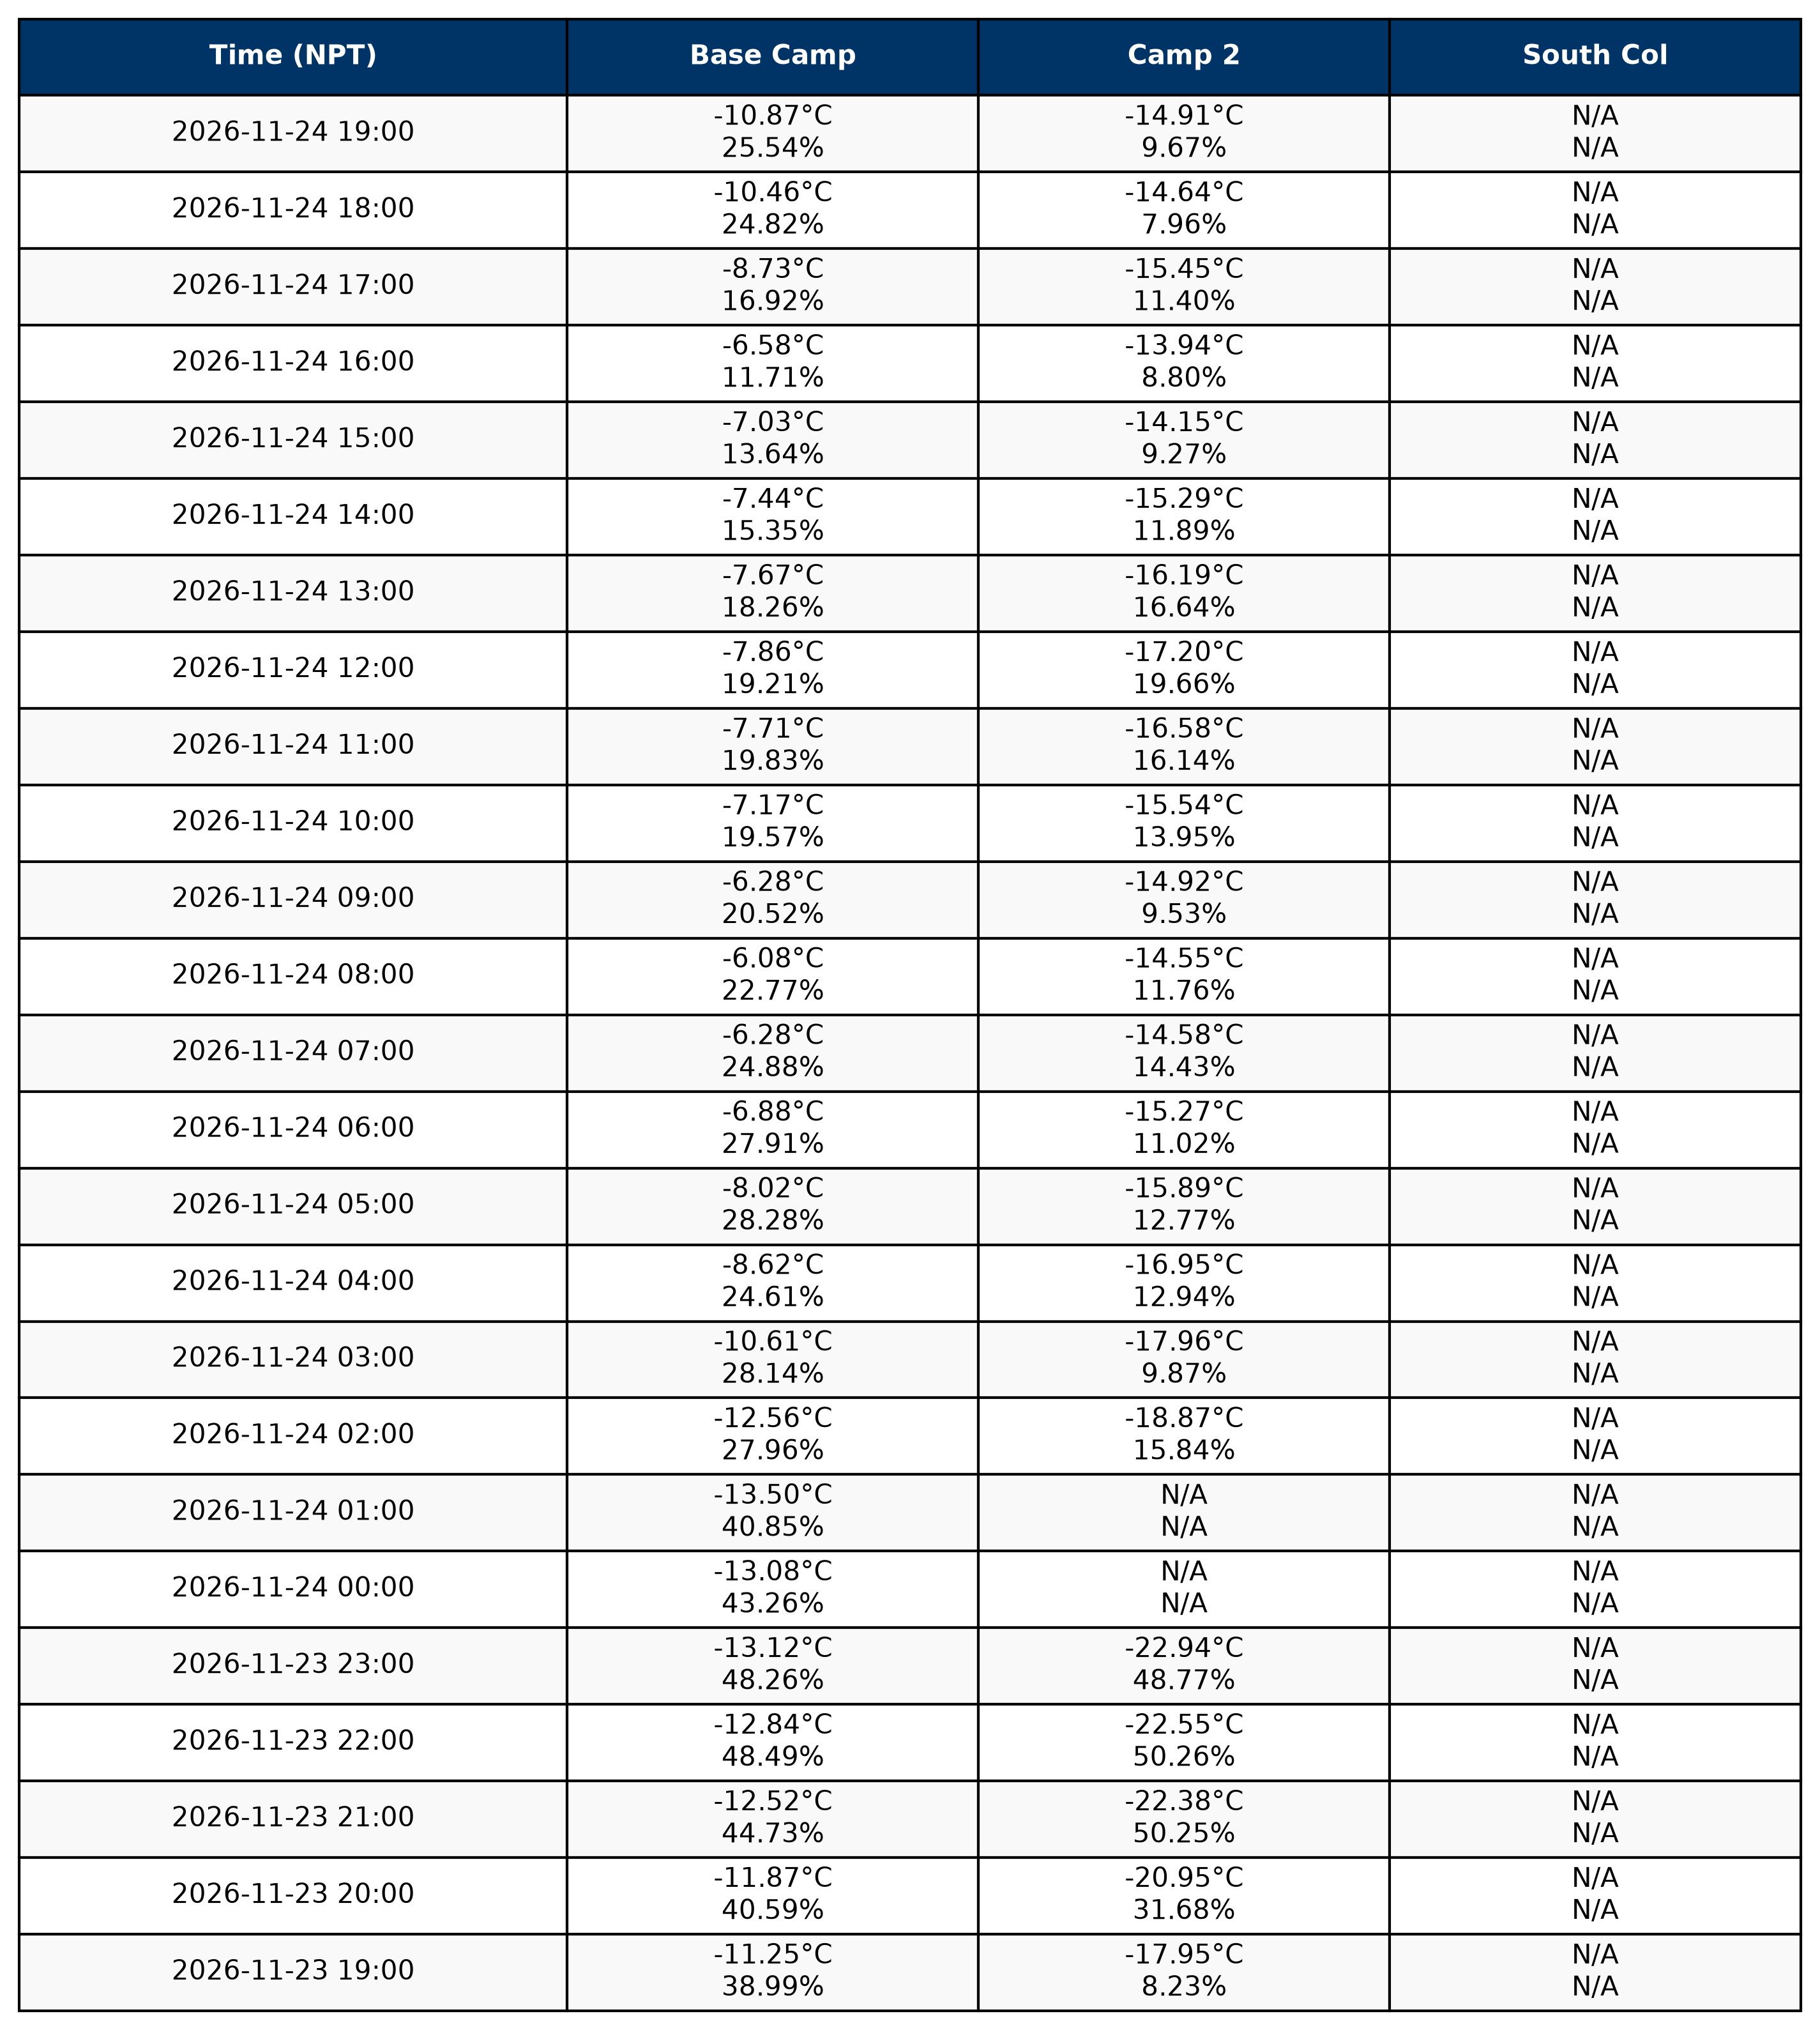 Time (NPT) Base Camp Camp 2 South Col
2026-11-24 19:00 -10.87°C -14.91°C N/A
25.54% 9.67% N/A
2026-11-24 18:00 -10.46°C -14.64°C N/A
24.82% 7.96% N/A
2026-11-24 17:00 -8.73°C -15.45°C N/A
16.92% 11.40% N/A
2026-11-24 16:00 -6.58°C -13.94°C N/A
11.71% 8.80% N/A
2026-11-24 15:00 -7.03°C -14.15°C N/A
13.64% 9.27% N/A
2026-11-24 14:00 -7.44°C -15.29°C N/A
15.35% 11.89% N/A
2026-11-24 13:00 -7.67°C -16.19°C N/A
18.26% 16.64% N/A
2026-11-24 12:00 -7.86°C -17.20°C N/A
19.21% 19.66% N/A
2026-11-24 11:00 -7.71°C -16.58°C N/A
19.83% 16.14% N/A
2026-11-24 10:00 -7.17°C -15.54°C N/A
19.57% 13.95% N/A
2026-11-24 09:00 -6.28°C -14.92°C N/A
20.52% 9.53% N/A
2026-11-24 08:00 -6.08°C -14.55°C N/A
22.77% 11.76% N/A
2026-11-24 07:00 -6.28°C -14.58°C N/A
24.88% 14.43% N/A
2026-11-24 06:00 -6.88°C -15.27°C N/A
27.91% 11.02% N/A
2026-11-24 05:00 -8.02°C -15.89°C N/A
28.28% 12.77% N/A
2026-11-24 04:00 -8.62°C -16.95°C N/A
24.61% 12.94% N/A
2026-11-24 03:00 -10.61°C -17.96°C N/A
28.14% 9.87% N/A
2026-11-24 02:00 -12.56°C -18.87°C N/A
27.96% 15.84% N/A
2026-11-24 01:00 -13.50°C N/A N/A
40.85% N/A N/A
2026-11-24 00:00 -13.08°C N/A N/A
43.26% N/A N/A
2026-11-23 23:00 -13.12°C -22.94°C N/A
48.26% 48.77% N/A
2026-11-23 22:00 -12.84°C -22.55°C N/A
48.49% 50.26% N/A
2026-11-23 21:00 -12.52°C -22.38°C N/A
44.73% 50.25% N/A
2026-11-23 20:00 -11.87°C -20.95°C N/A
40.59% 31.68% N/A
2026-11-23 19:00 -11.25°C -17.95°C N/A
38.99% 8.23% N/A